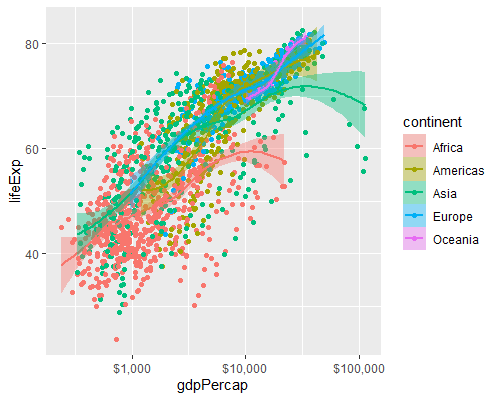 80
60
40
lifeExp
$1,000
$10,000
$100,000
gdpPercap
continent
Africa
Americas
Asia
Europe
Oceania